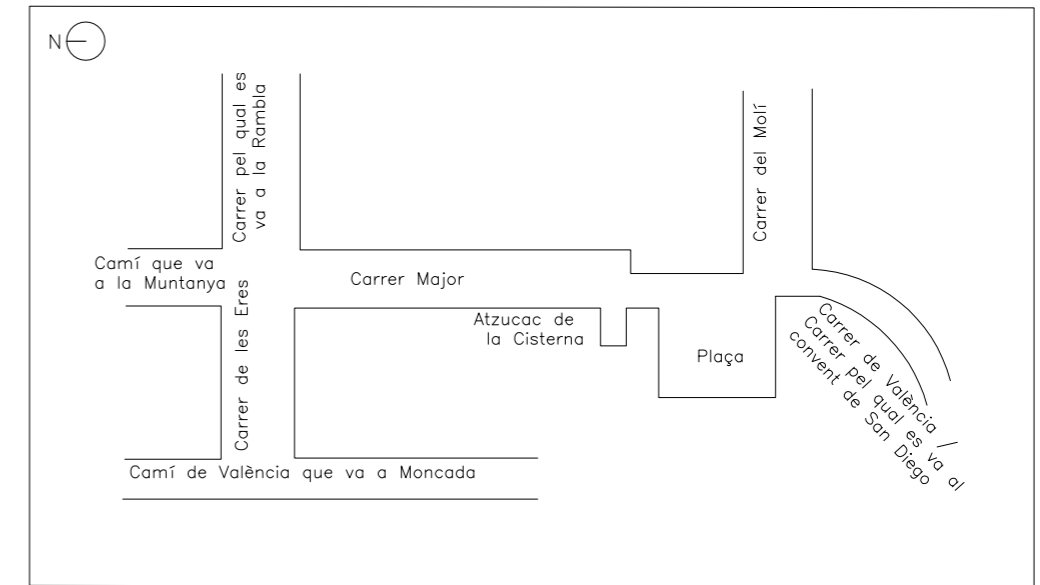 N
Carrer pel qual es
va a la Rambla
Carrer del Molí
Camí que va
a la Muntanya
Carrer Major
Carrer de les Eres
Atzucac de
la Cisterna
Plaça
Carrer de València /
Carrer pel qual es va al
convent de San Diego
Camí de València que va a Moncada